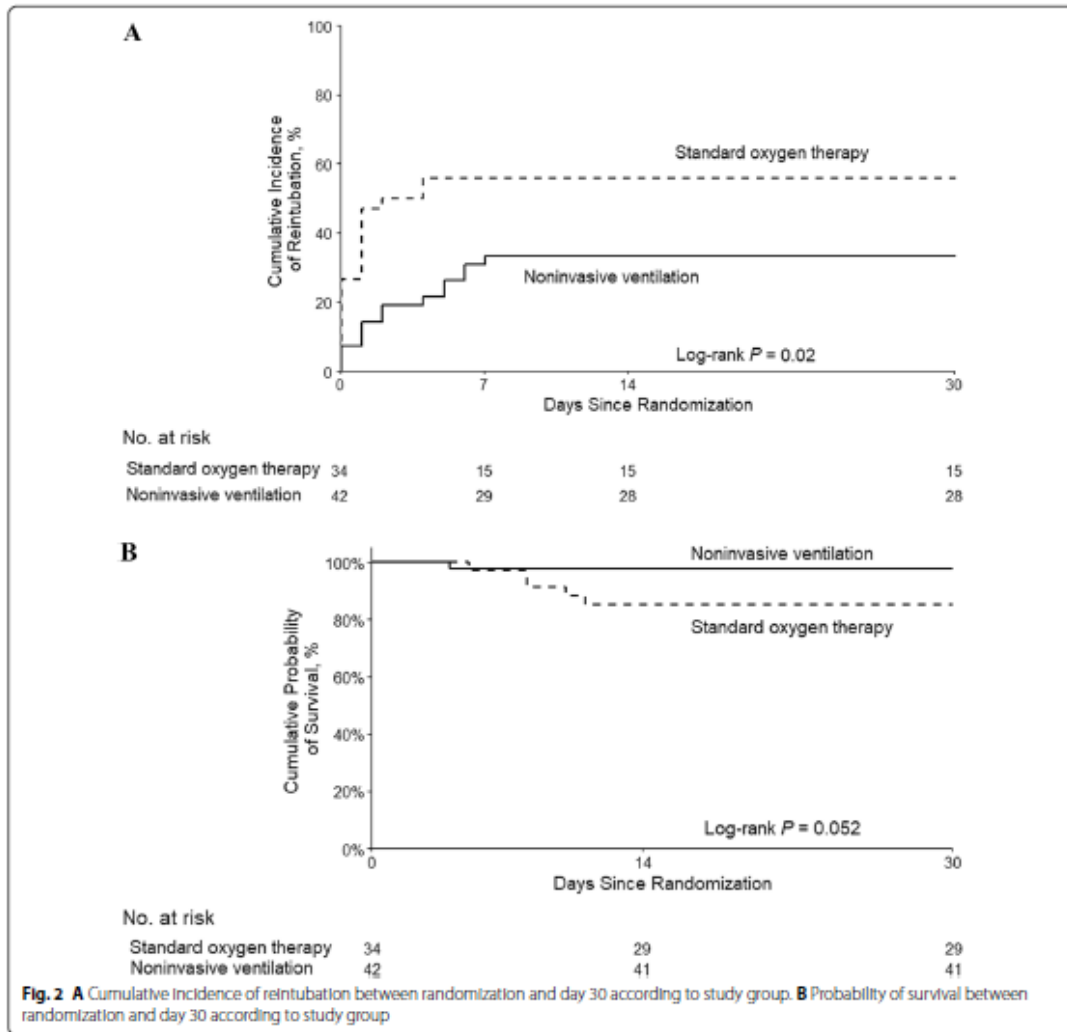 A
100
80
60
40
20
0
Cumulative Incidence
of Reintubation, %
Standard oxygen therapy
Noninvasive ventilation
Log-rank P = 0.02
0 7 14 30
Days Since Randomization
No. at risk
Standard oxygen therapy 34 15 15 15
Noninvasive ventilation 42 29 28 28
B
100%
80%
60%
40%
20%
0%
Cumulative Probability
of Survival, %
Noninvasive ventilation
Standard oxygen therapy
Log-rank P = 0.052
0 14 30
Days Since Randomization
No. at risk
Standard oxygen therapy 34 29 29
Noninvasive ventilation 42 41 41
Fig. 2 A Cumulative incidence of reintubation between randomization and day 30 according to study group. B Probability of survival between
randomization and day 30 according to study group